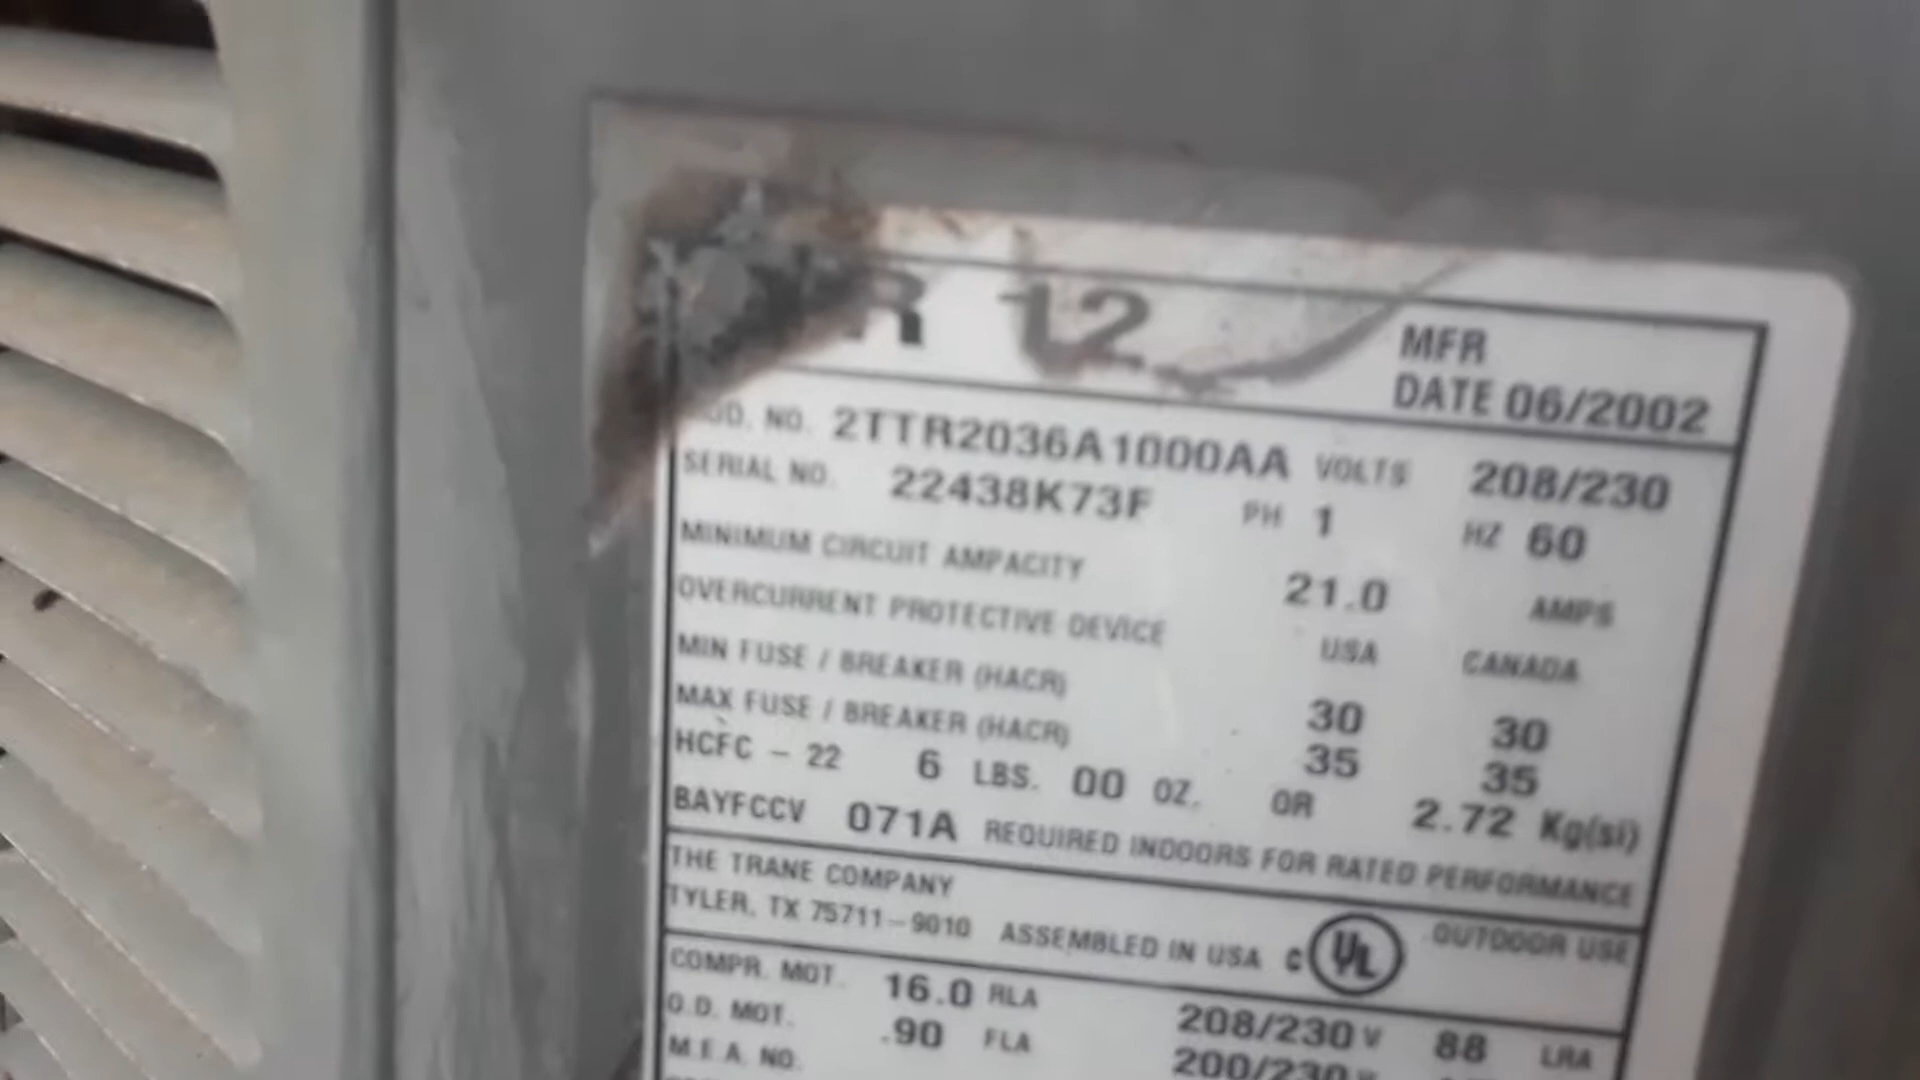 R 12
MFR
DATE 06/2002
OD. NO. 2TTR2036A1000AA VOLTS 208/230
SERIAL NO. 22438K73F PH 1 HZ 60
MINIMUM CIRCUIT AMPACITY 21.0 AMPS
OVERCURRENT PROTECTIVE DEVICE USA CANADA
MIN FUSE / BREAKER (HACR) 30 30
MAX FUSE / BREAKER (HACR) 35 35
HCFC - 22 6 LBS. 00 OZ. OR 2.72 Kg(si)
BAYFCCV 071A REQUIRED INDOORS FOR RATED PERFORMANCE
THE TRANE COMPANY
TYLER, TX 75711-9010 ASSEMBLED IN USA c UL OUTDOOR USE
COMPR. MOT. 16.0 RLA 208/230 V 88 LRA
O.D. MOT. .90 FLA 200/230
M.E.A. NO.